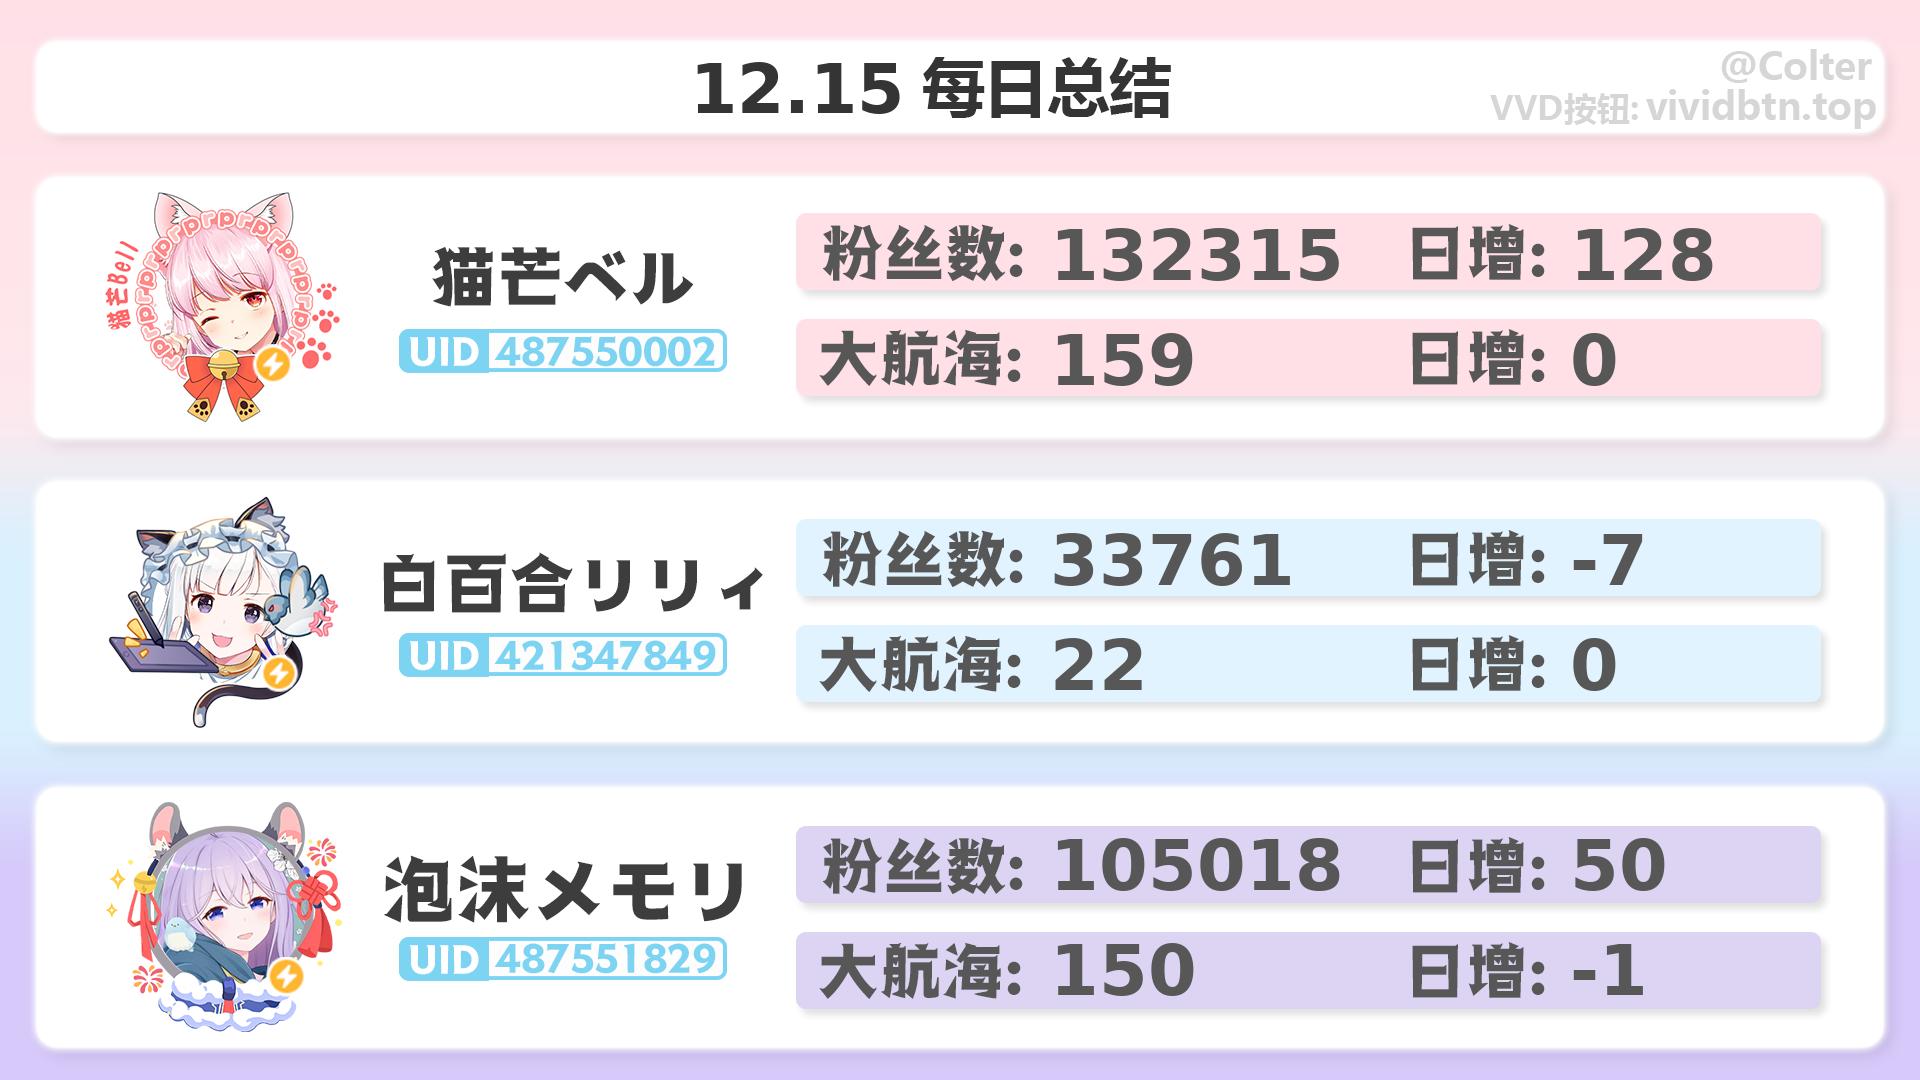 12.15 每日总结
@Colter
VVD按钮: vividbtn.top
猫芒Bell
prprprprprprprpr
猫芒ベル
UID 487550002
粉丝数: 132315 日增: 128
大航海: 159 日增: 0
白百合リリィ
UID 421347849
粉丝数: 33761 日增: -7
大航海: 22 日增: 0
泡沫メモリ
UID 487551829
粉丝数: 105018 日增: 50
大航海: 150 日增: -1